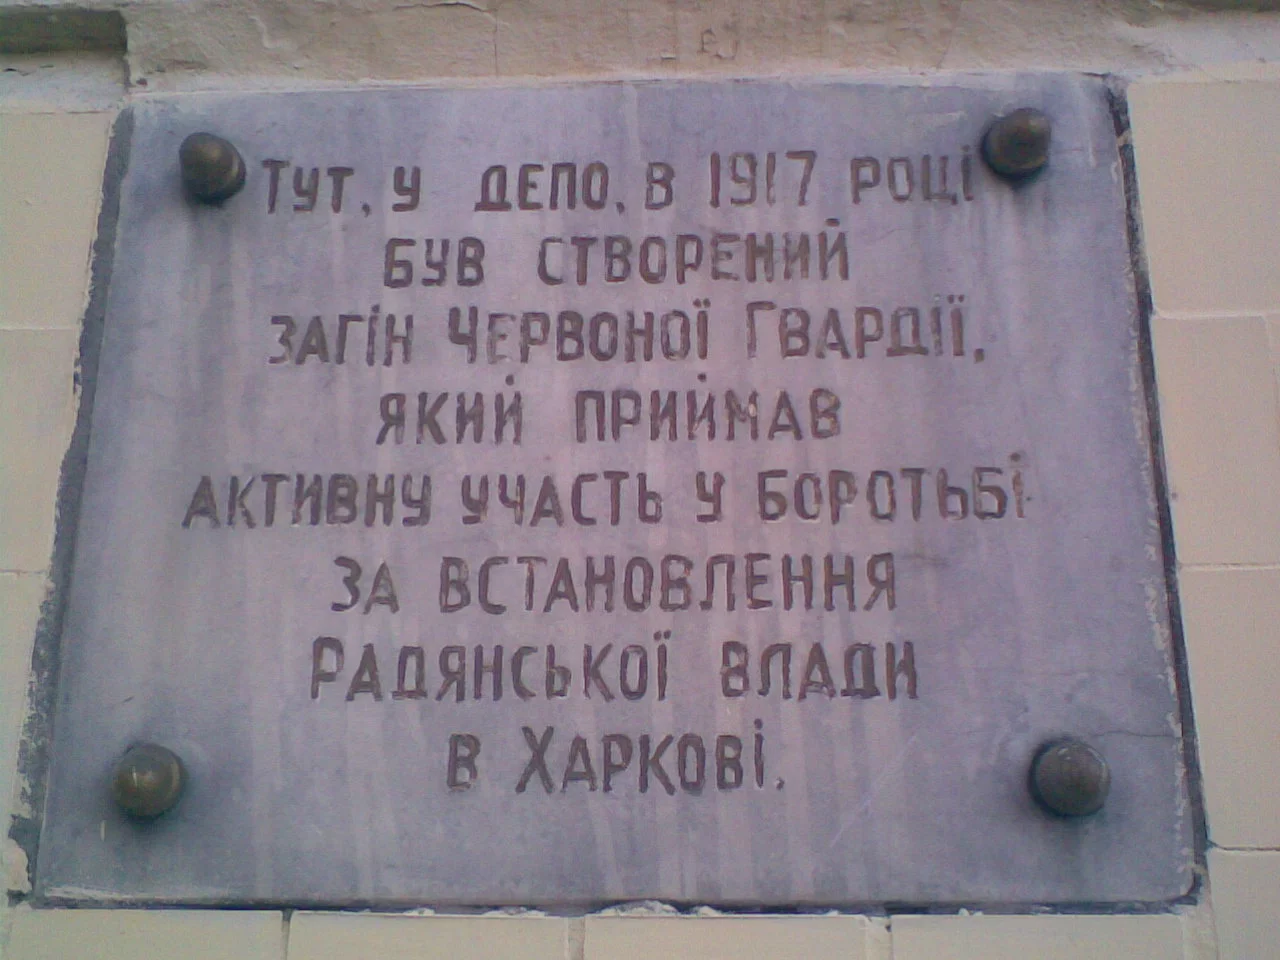 Тут, у депо, в 1917 році
був створений
загін Червоної Гвардії,
який приймав
активну участь у боротьбі
за встановлення
Радянської влади
в Харкові.